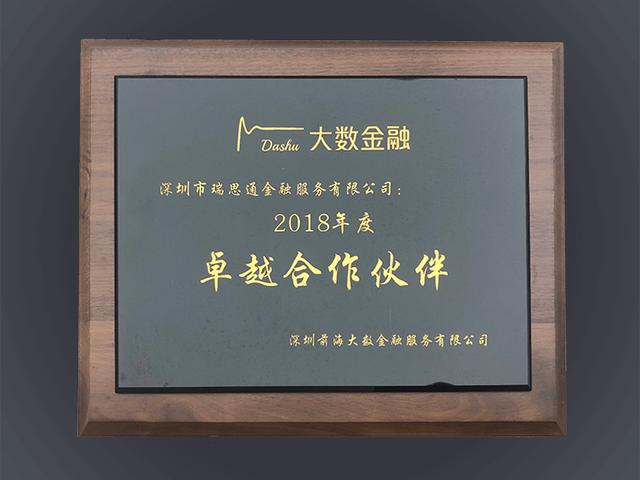 Dashu 大数金融
深圳市瑞思通金融服务有限公司：
2018年度
卓越合作伙伴
深圳前海大数金融服务有限公司